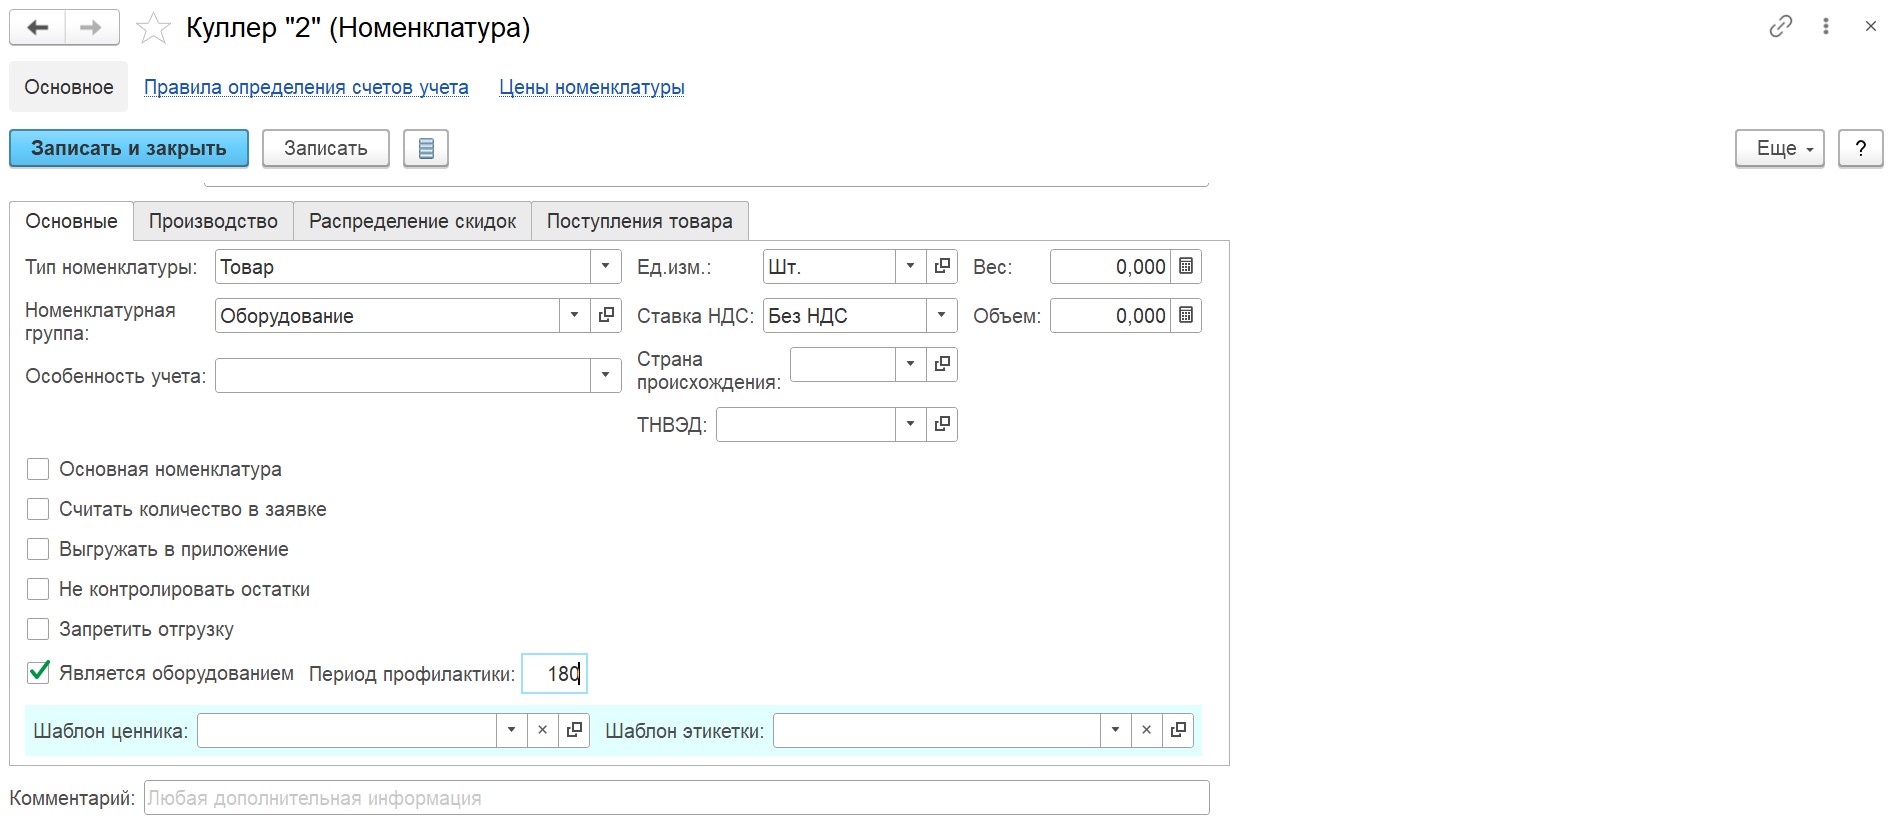 Куллер "2" (Номенклатура)
Основное Правила определения счетов учета Цены номенклатуры
Записать и закрыть Записать Еще ?
Основные Производство Распределение скидок Поступления товара
Тип номенклатуры: Товар Ед.изм.: Шт. Вес: 0,000
Номенклатурная группа: Оборудование Ставка НДС: Без НДС Объем: 0,000
Особенность учета: Страна происхождения:
ТНВЭД:
Основная номенклатура
Считать количество в заявке
Выгружать в приложение
Не контролировать остатки
Запретить отгрузку
Является оборудованием Период профилактики: 180
Шаблон ценника: Шаблон этикетки:
Комментарий: Любая дополнительная информация